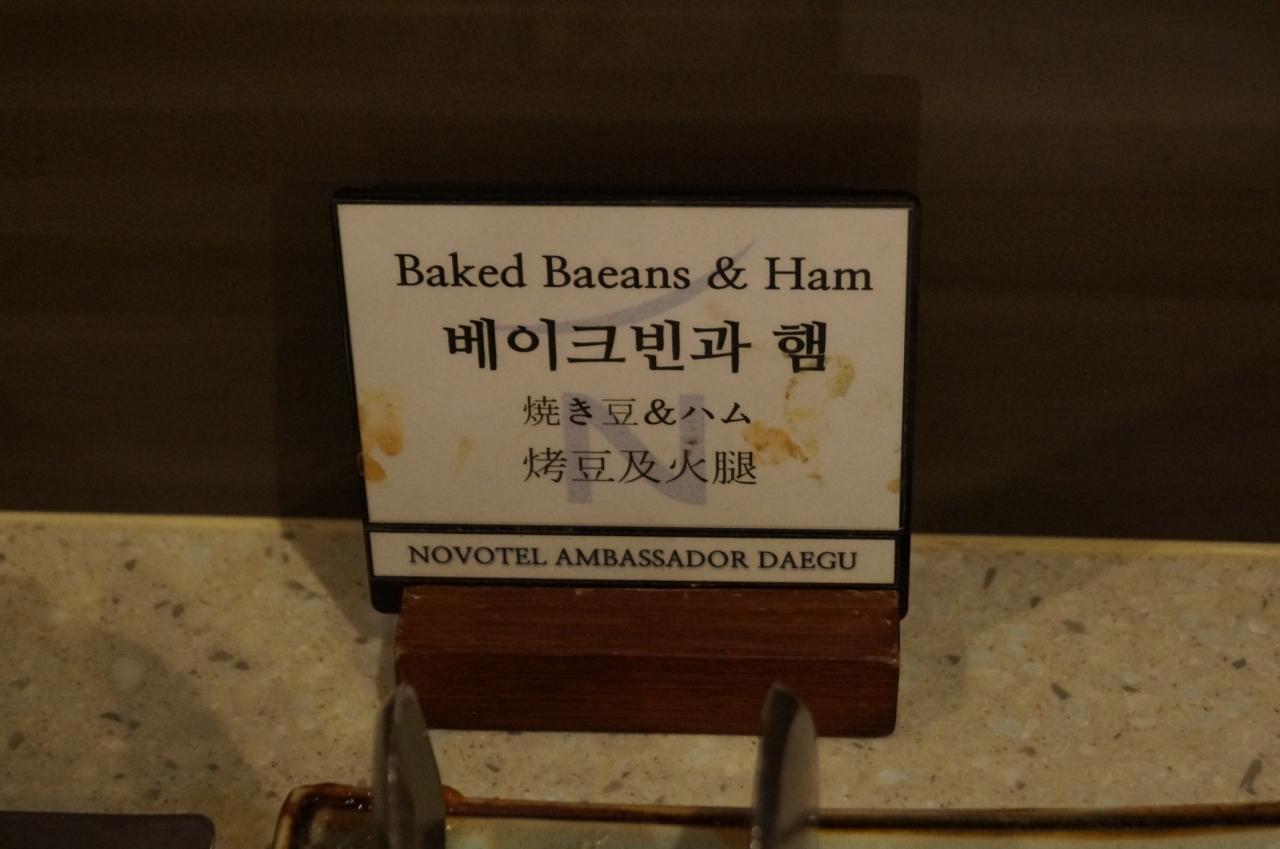 Baked Baeans & Ham
베이크빈과 햄
焼き豆&ハム
烤豆及火腿
N
NOVOTEL AMBASSADOR DAEGU